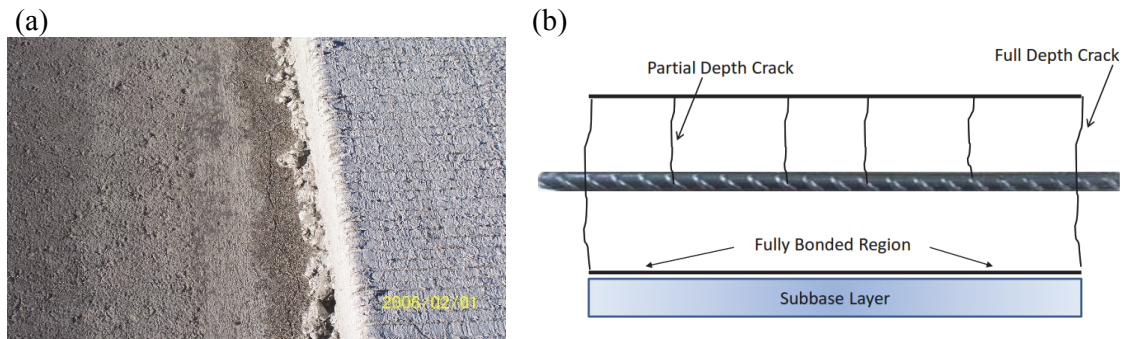 (a)
(b)
2006/02/01
Partial Depth Crack
Full Depth Crack
Fully Bonded Region
Subbase Layer